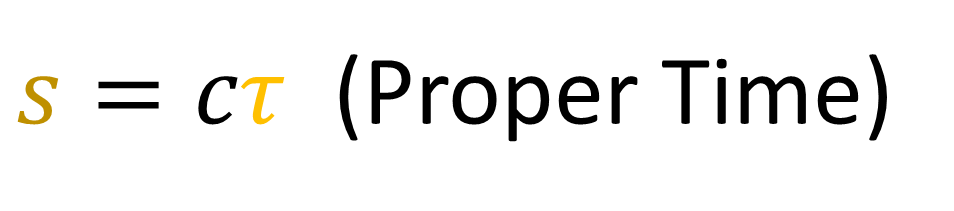 s = cτ (Proper Time)